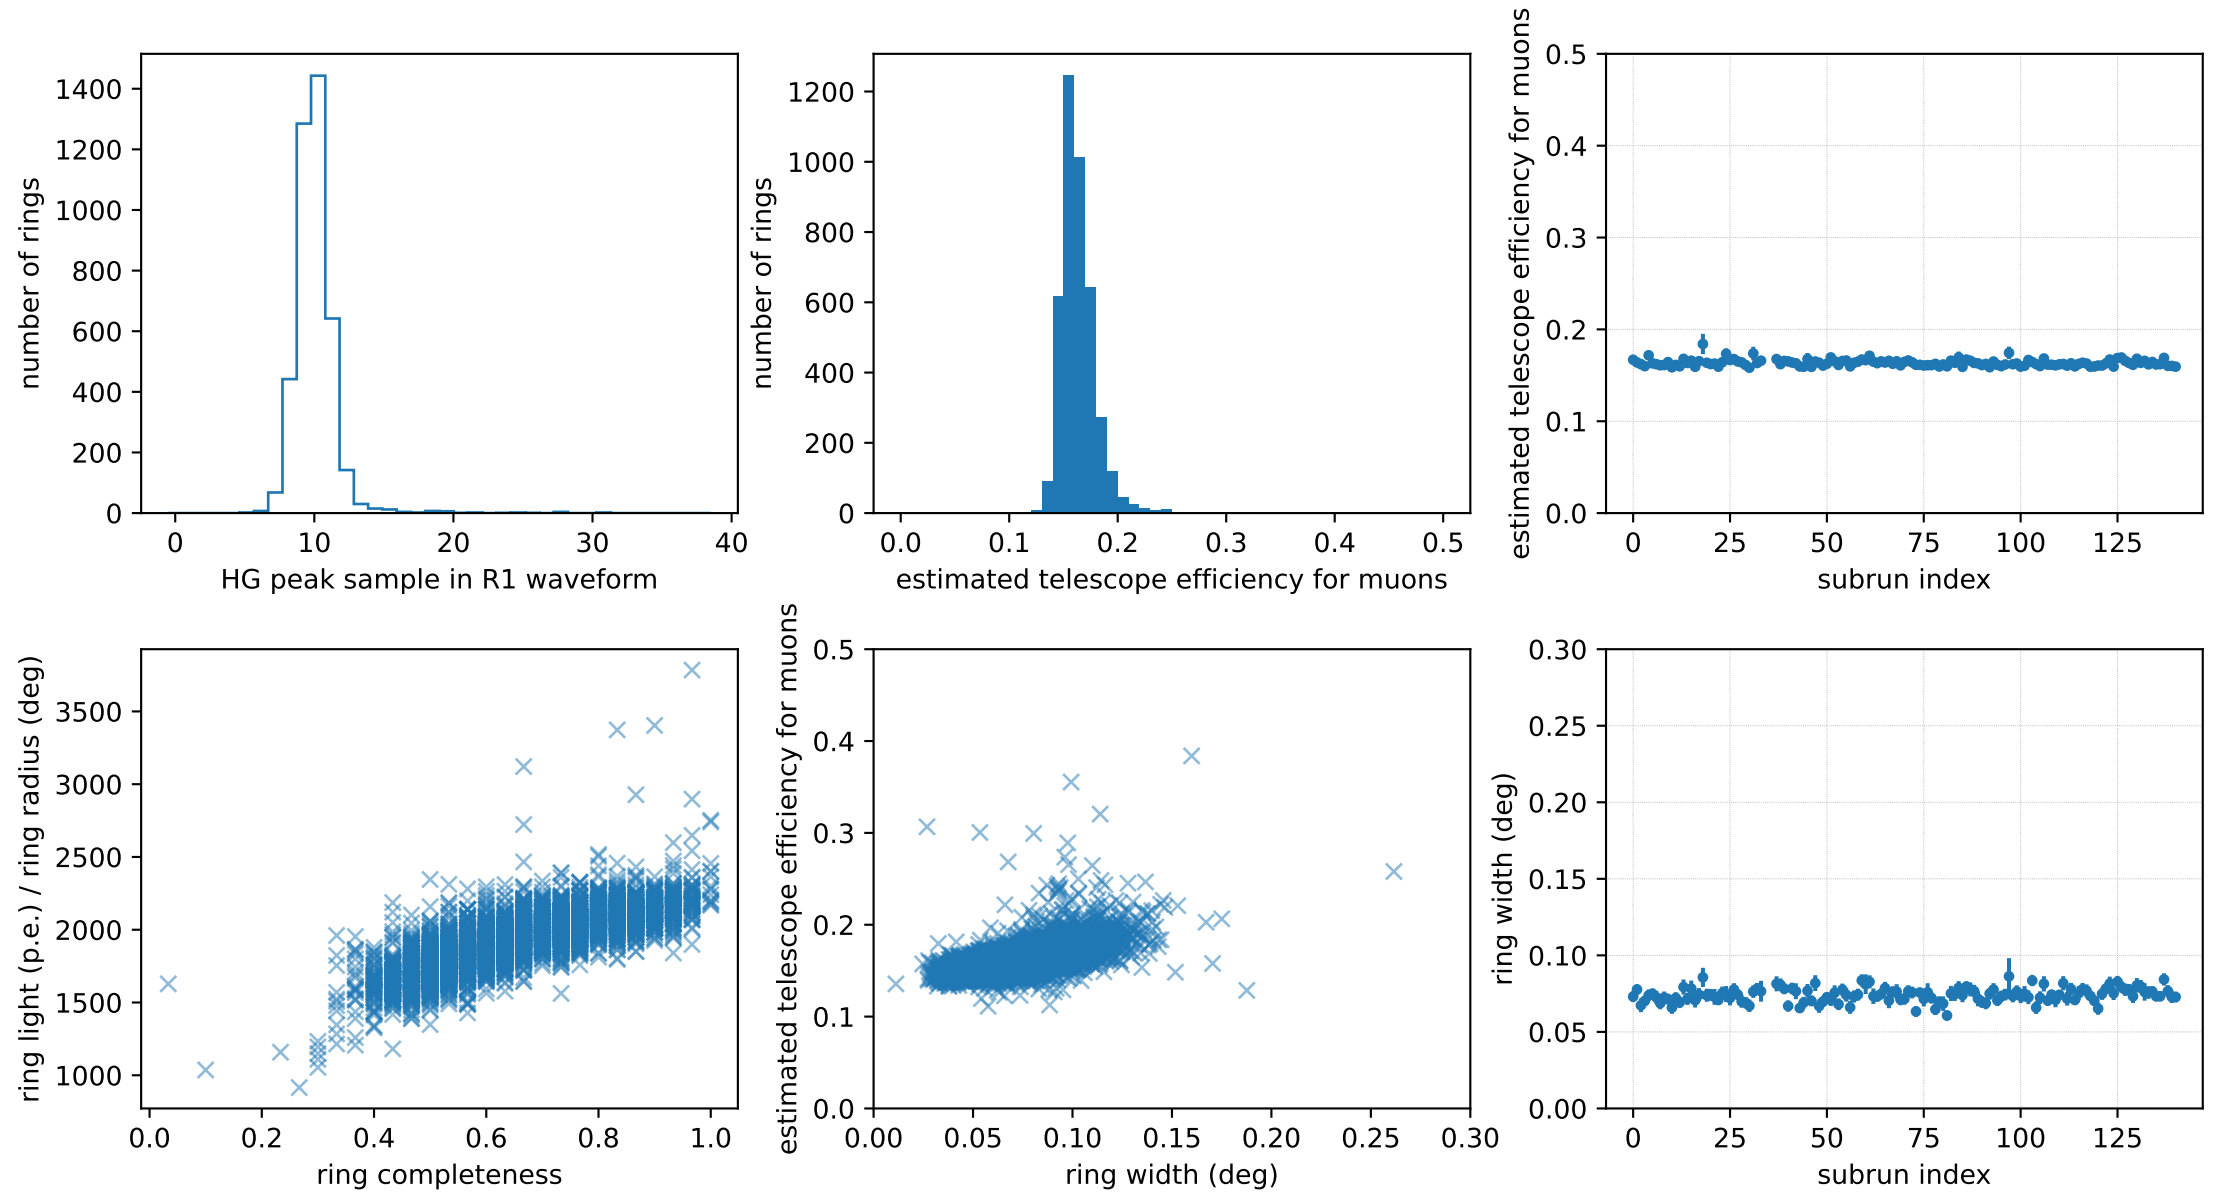 number of rings
1400
1200
1000
800
600
400
200
0
0 10 20 30 40
HG peak sample in R1 waveform
number of rings
1200
1000
800
600
400
200
0
0.0 0.1 0.2 0.3 0.4 0.5
estimated telescope efficiency for muons
estimated telescope efficiency for muons
0.5
0.4
0.3
0.2
0.1
0.0
0 25 50 75 100 125
subrun index
ring light (p.e.) / ring radius (deg)
3500
3000
2500
2000
1500
1000
0.0 0.2 0.4 0.6 0.8 1.0
ring completeness
estimated telescope efficiency for muons
0.5
0.4
0.3
0.2
0.1
0.0
0.00 0.05 0.10 0.15 0.20 0.25 0.30
ring width (deg)
ring width (deg)
0.30
0.25
0.20
0.15
0.10
0.05
0.00
0 25 50 75 100 125
subrun index